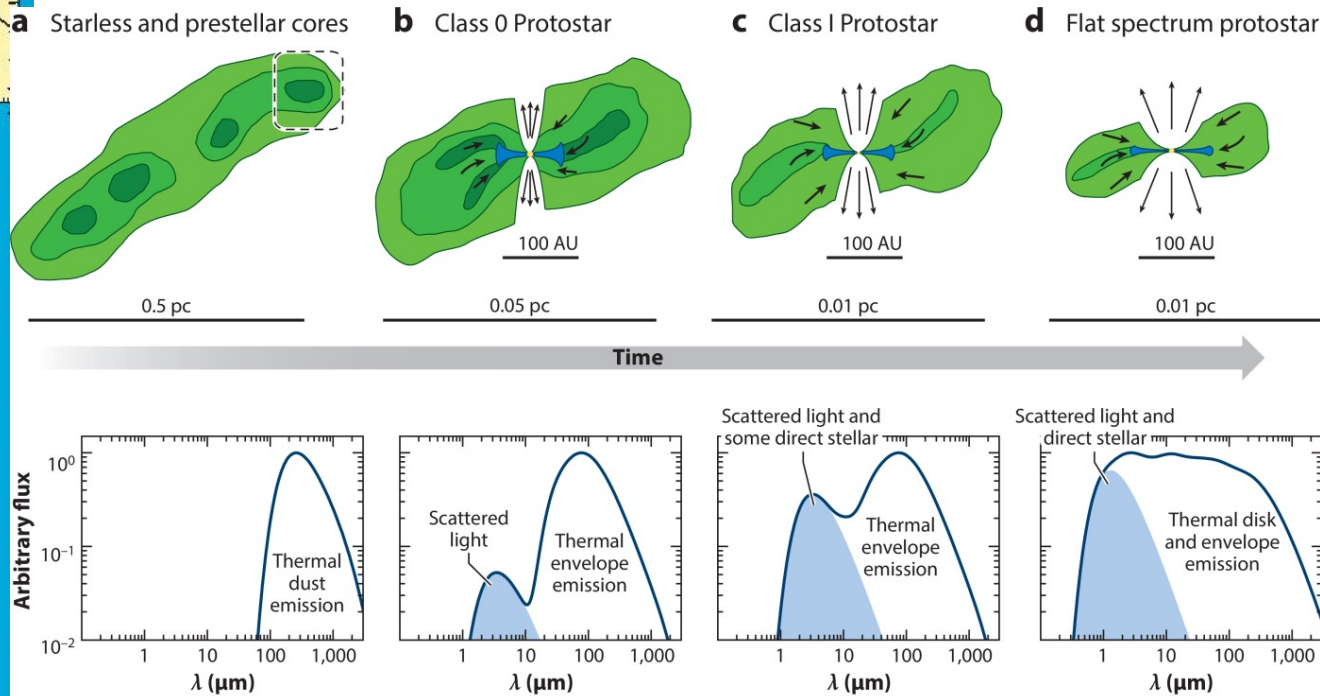 a Starless and prestellar cores
b Class 0 Protostar
c Class I Protostar
d Flat spectrum protostar
100 AU
100 AU
100 AU
0.5 pc
0.05 pc
0.01 pc
0.01 pc
Time
Arbitrary flux
10⁰
10⁻¹
10⁻²
Thermal
dust
emission
1 10 100 1,000
λ (μm)
Scattered
light
Thermal
envelope
emission
1 10 100 1,000
λ (μm)
Scattered light and
some direct stellar
Thermal
envelope
emission
1 10 100 1,000
λ (μm)
Scattered light and
direct stellar
Thermal disk
and envelope
emission
1 10 100 1,000
λ (μm)